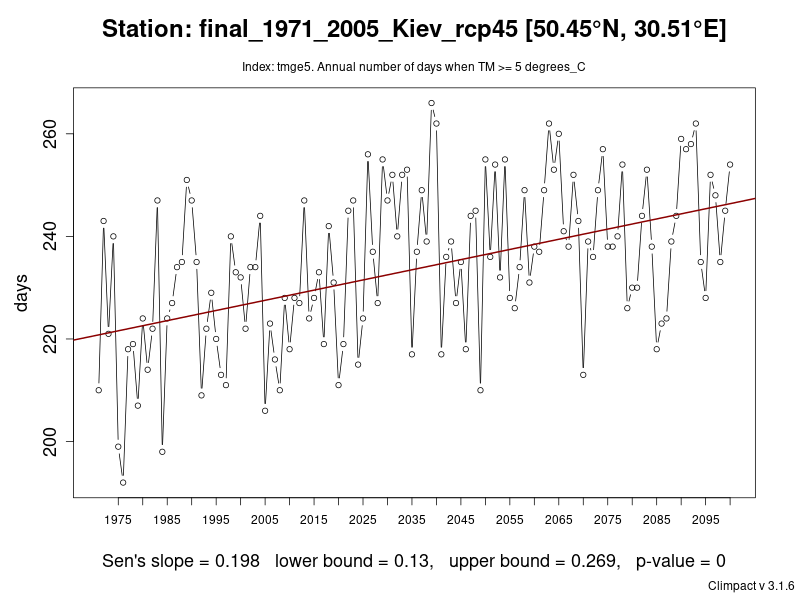 Station: final_1971_2005_Kiev_rcp45 [50.45°N, 30.51°E]
Index: tmge5. Annual number of days when TM >= 5 degrees_C
260
240
220
200
days
1975 1985 1995 2005 2015 2025 2035 2045 2055 2065 2075 2085 2095
Sen's slope = 0.198 lower bound = 0.13, upper bound = 0.269, p-value = 0
Climpact v 3.1.6